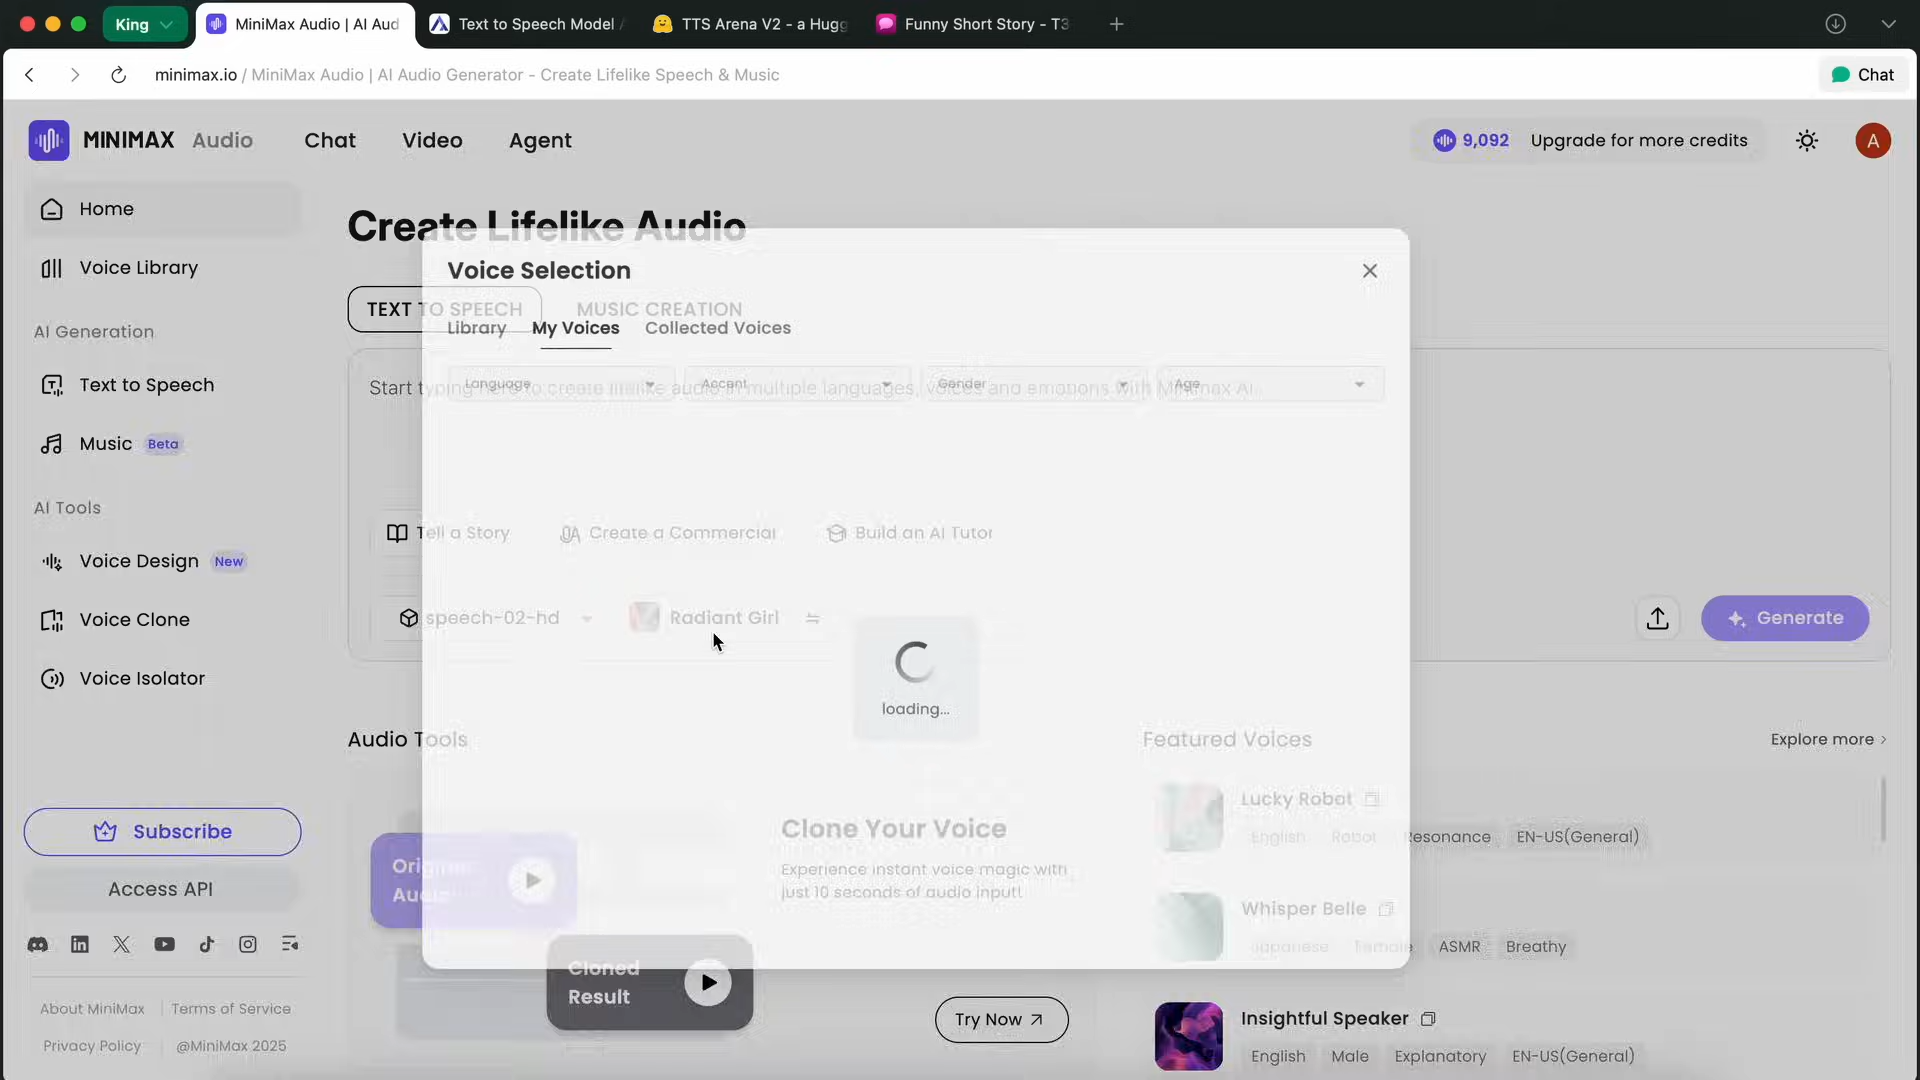 King
MiniMax Audio | AI Aud
Text to Speech Model
TTS Arena V2 - a Hugg
Funny Short Story - T3
minimax.io / MiniMax Audio | AI Audio Generator - Create Lifelike Speech & Music
Chat
MINIMAX Audio
Chat
Video
Agent
9,092
Upgrade for more credits
A
Home
Voice Library
AI Generation
Text to Speech
Music Beta
AI Tools
Voice Design New
Voice Clone
Voice Isolator
Subscribe
Access API
About MiniMax
Terms of Service
Privacy Policy
@MiniMax 2025
Create Lifelike Audio
TEXT TO SPEECH
MUSIC CREATION
Voice Selection
Library
My Voices
Collected Voices
Language
Accent
Gender
Age
Start typing here to create lifelike audio in multiple languages, voices and emotions with Minimax AI...
Tell a Story
Create a Commercial
Build an AI Tutor
speech-02-hd
Radiant Girl
Generate
loading...
Audio Tools
Original
Audio
Cloned
Result
Clone Your Voice
Experience instant voice magic with
just 10 seconds of audio input!
Try Now
Featured Voices
Explore more
Lucky Robot
English Robot Resonance EN-US(General)
Whisper Belle
Japanese Female ASMR Breathy
Insightful Speaker
English Male Explanatory EN-US(General)